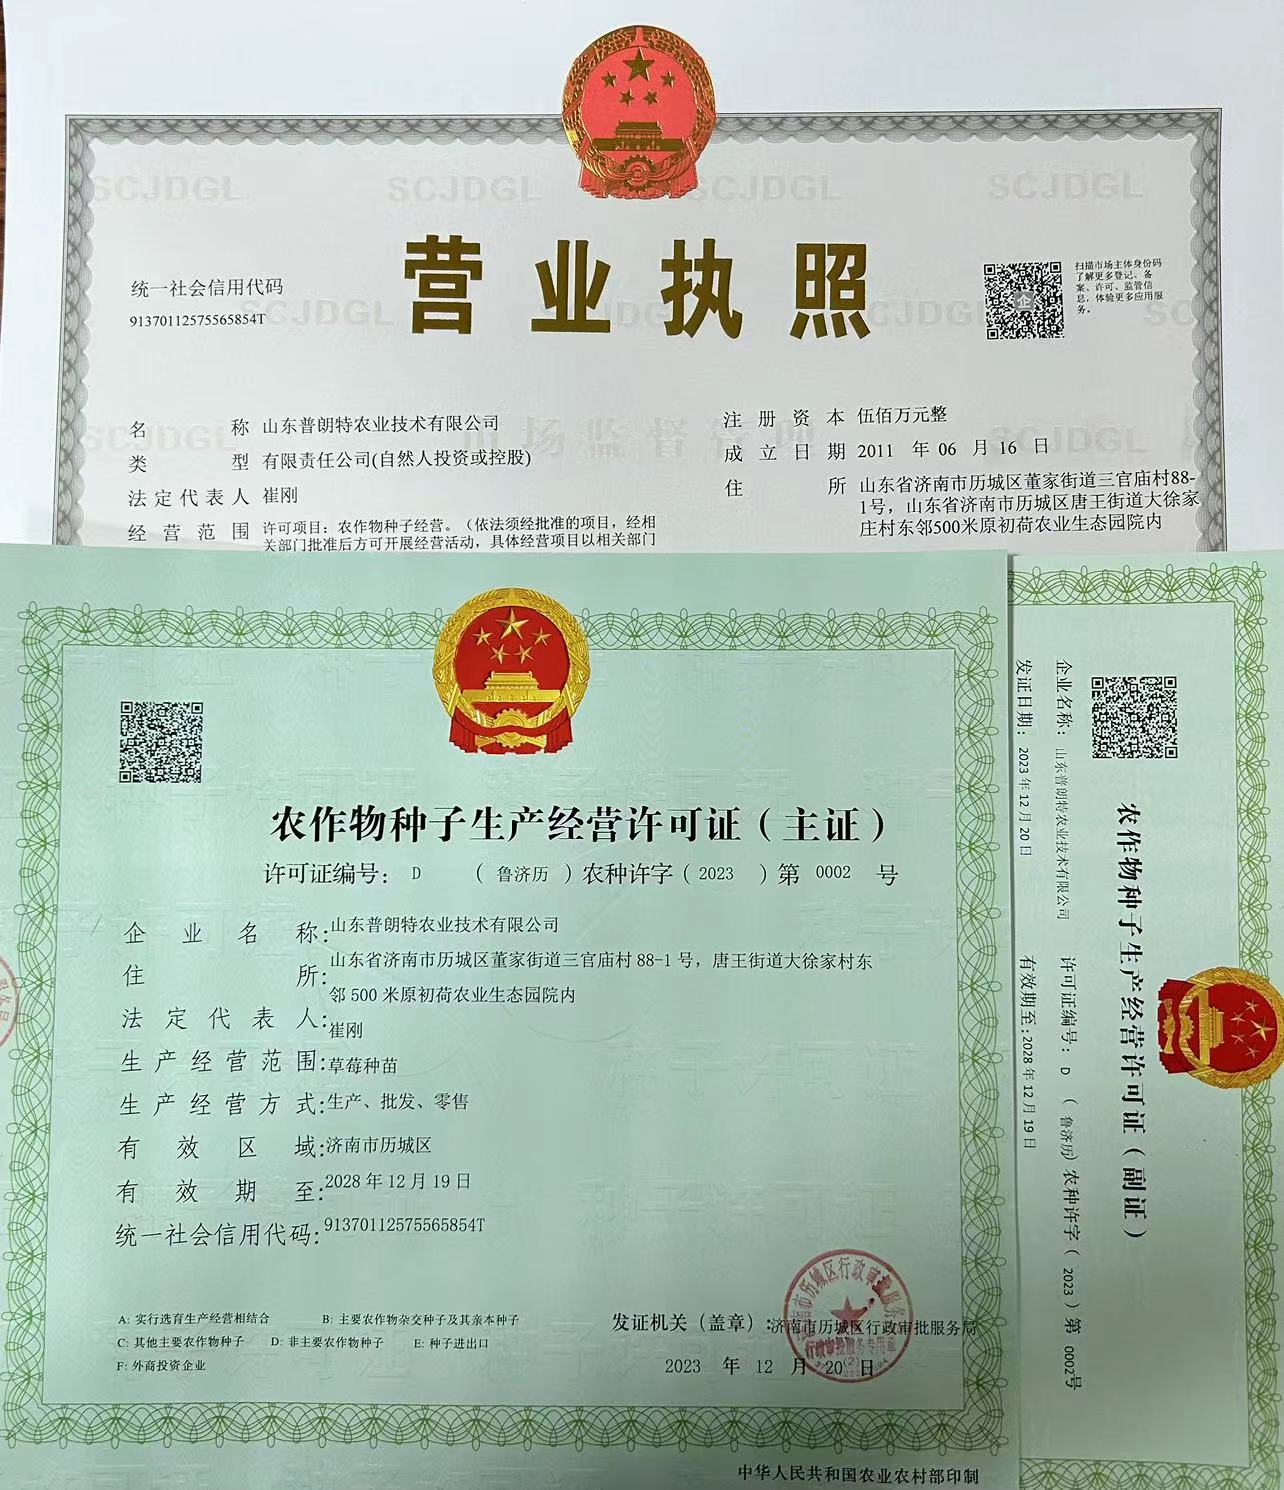 SCJDGL SCJDGL SCJDGL SCJDGL
营业执照
统一社会信用代码
91370112575565854T
扫描市场主体身份码
了解更多登记、备
案、许可、监管信
息，体验更多应用服
务。
名称 山东普朗特农业技术有限公司
类型 有限责任公司(自然人投资或控股)
法定代表人 崔刚
经营范围 许可项目：农作物种子经营。（依法须经批准的项目，经相
关部门批准后方可开展经营活动，具体经营项目以相关部门
注册资本 伍佰万元整
成立日期 2011 年 06 月 16 日
住所 山东省济南市历城区董家街道三官庙村88-
1号，山东省济南市历城区唐王街道大徐家
庄村东邻500米原初荷农业生态园院内
农作物种子生产经营许可证（主证）
许可证编号： D （ 鲁济历 ）农种许字（ 2023 ）第 0002 号
企业名称:山东普朗特农业技术有限公司
住所:山东省济南市历城区董家街道三官庙村 88-1 号，唐王街道大徐家村东
邻 500 米原初荷农业生态园院内
法定代表人:崔刚
生产经营范围:草莓种苗
生产经营方式:生产、批发、零售
有效区域:济南市历城区
有效期至:2028 年 12 月 19 日
统一社会信用代码:91370112575565854T
A: 实行选育生产经营相结合 B: 主要农作物杂交种子及其亲本种子
C: 其他主要农作物种子 D: 非主要农作物种子 E: 种子进出口
F: 外商投资企业
发证机关（盖章）:济南市历城区行政审批服务局
2023 年 12 月 20 日
中华人民共和国农业农村部印制
农作物种子生产经营许可证（副证）
企业名称：山东普朗特农业技术有限公司 许可证编号：D（鲁济历）农种许字（2023）第 0002号
发证日期：2023 年 12 月 20 日 有效期至：2028 年 12 月 19 日